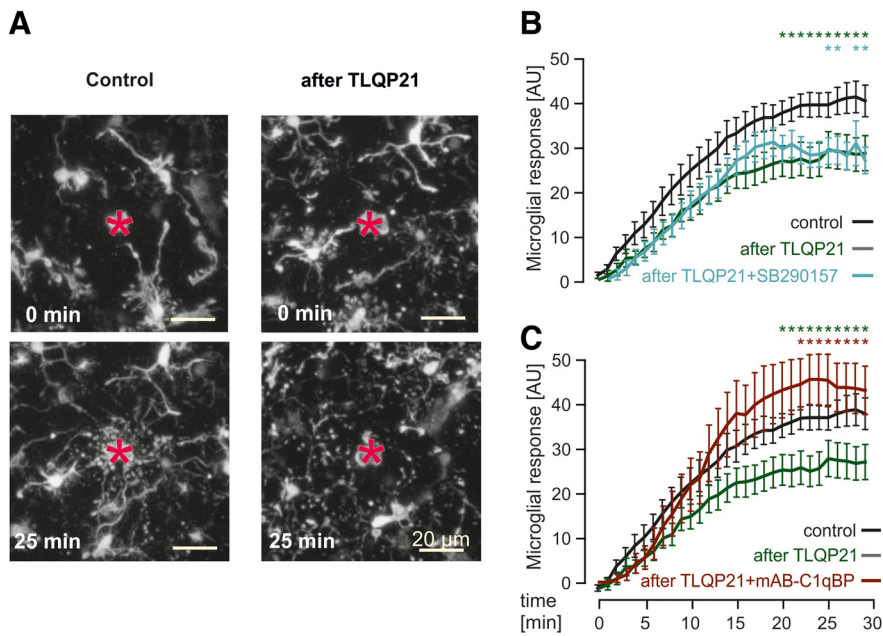 A
Control
after TLQP21
0 min
0 min
25 min
25 min
20 µm
B
**********
** **
Microglial response [AU]
50
40
30
20
10
0
control
after TLQP21
after TLQP21+SB290157
C
**********
********
Microglial response [AU]
50
40
30
20
10
0
control
after TLQP21
after TLQP21+mAB-C1qBP
time
[min]
0 5 10 15 20 25 30